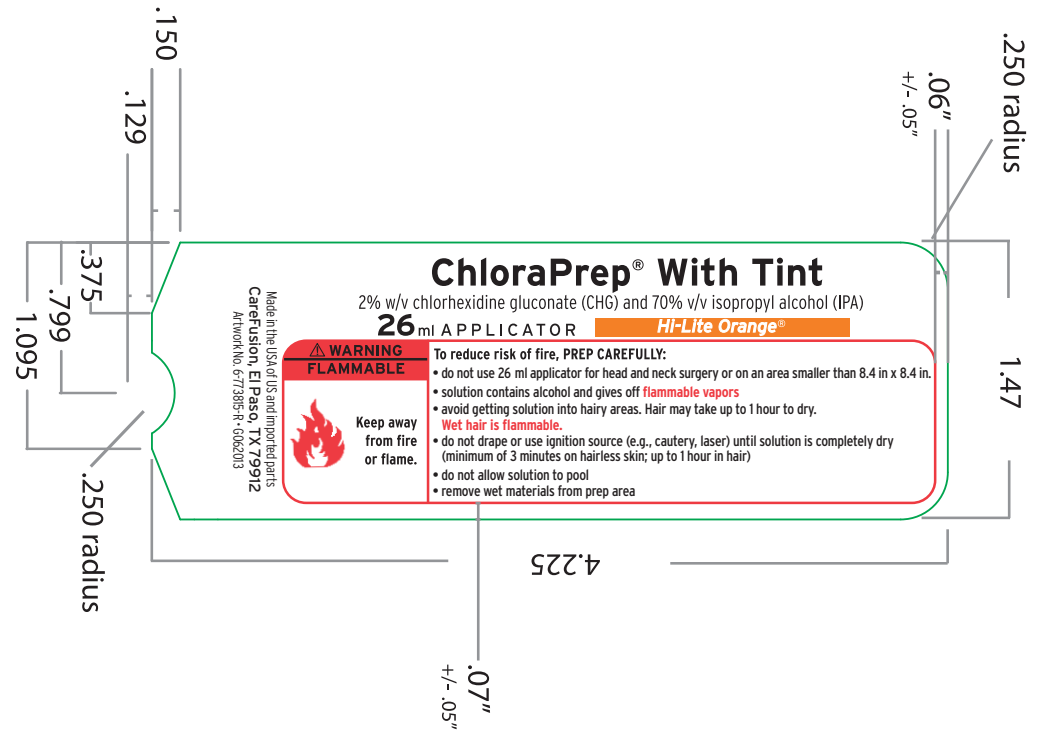 .150
.129
.375
.799
1.095
.250 radius
.06"
+/- .05"
.250 radius
1.47
4.225
.07"
+/- .05"
ChloraPrep® With Tint
2% w/v chlorhexidine gluconate (CHG) and 70% v/v isopropyl alcohol (IPA)
26 ml APPLICATOR Hi-Lite Orange®
⚠ WARNING
FLAMMABLE
Keep away
from fire
or flame.
To reduce risk of fire, PREP CAREFULLY:
• do not use 26 ml applicator for head and neck surgery or on an area smaller than 8.4 in x 8.4 in.
• solution contains alcohol and gives off flammable vapors
• avoid getting solution into hairy areas. Hair may take up to 1 hour to dry.
Wet hair is flammable.
• do not drape or use ignition source (e.g., cautery, laser) until solution is completely dry
(minimum of 3 minutes on hairless skin; up to 1 hour in hair)
• do not allow solution to pool
• remove wet materials from prep area
Made in the USA of US and imported parts
CareFusion, El Paso, TX 79912
Artwork No. 6-773815-R • G062013